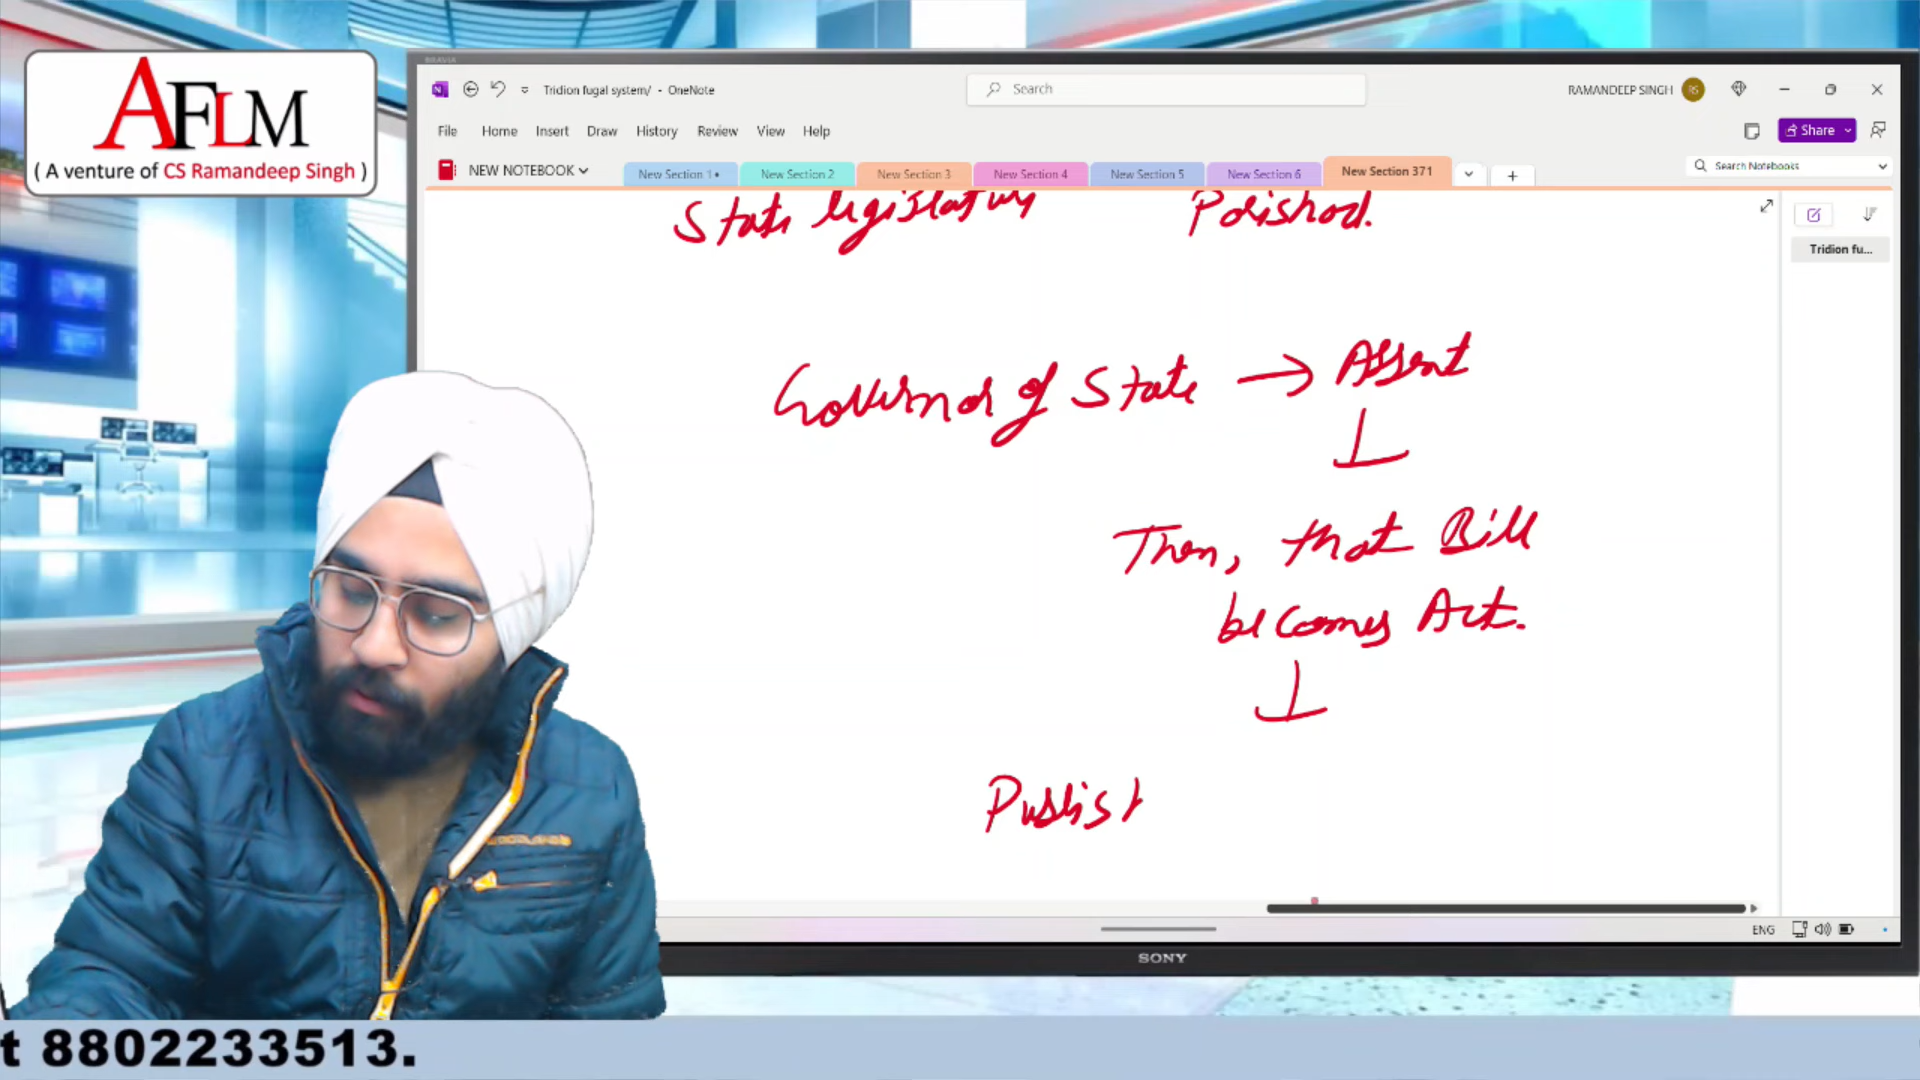 AFLM
( A venture of CS Ramandeep Singh )
BRAVIA
Tridion fugal system/ - OneNote
Search
RAMANDEEP SINGH
RS
File Home Insert Draw History Review View Help
Share
NEW NOTEBOOK
New Section 1
New Section 2
New Section 3
New Section 4
New Section 5
New Section 6
New Section 371
Search Notebooks
Tridion fu...
State legislature
Governor of State → Assent
Then, that Bill
becomes Act.
Publish
ENG
SONY
t 8802233513.